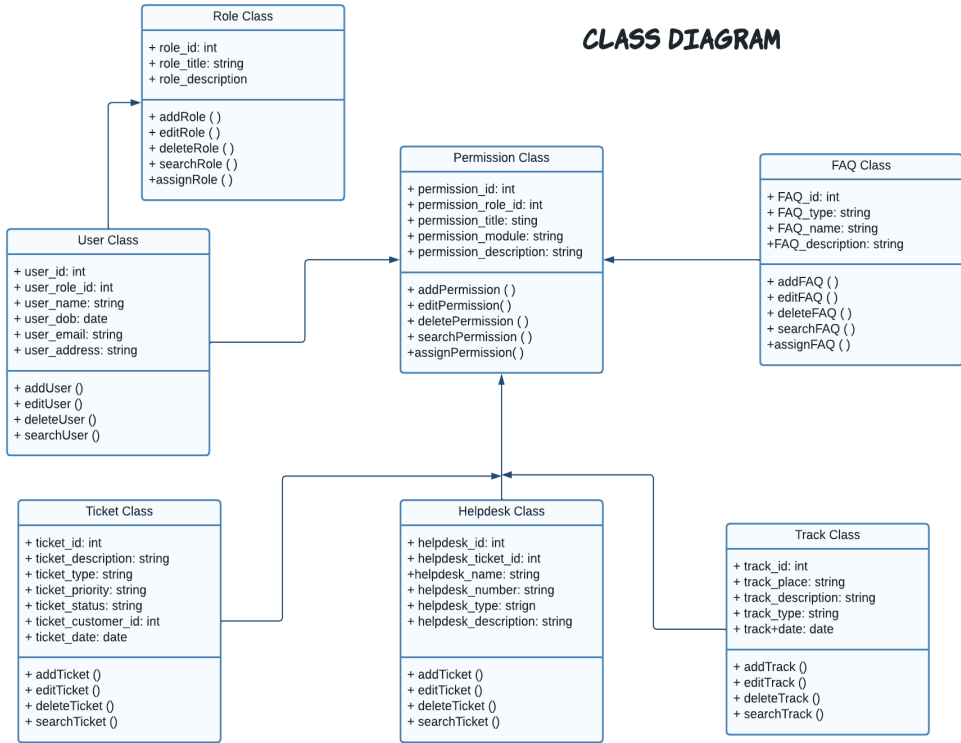 CLASS DIAGRAM
Role Class
+ role_id: int
+ role_title: string
+ role_description
+ addRole ( )
+ editRole ( )
+ deleteRole ( )
+ searchRole ( )
+assignRole ( )
User Class
+ user_id: int
+ user_role_id: int
+ user_name: string
+ user_dob: date
+ user_email: string
+ user_address: string
+ addUser ()
+ editUser ()
+ deleteUser ()
+ searchUser ()
Permission Class
+ permission_id: int
+ permission_role_id: int
+ permission_title: sting
+ permission_module: string
+ permission_description: string
+ addPermission ( )
+ editPermission( )
+ deletePermission ( )
+ searchPermission ( )
+assignPermission( )
FAQ Class
+ FAQ_id: int
+ FAQ_type: string
+ FAQ_name: string
+FAQ_description: string
+ addFAQ ( )
+ editFAQ ( )
+ deleteFAQ ( )
+ searchFAQ ( )
+assignFAQ ( )
Ticket Class
+ ticket_id: int
+ ticket_description: string
+ ticket_type: string
+ ticket_priority: string
+ ticket_status: string
+ ticket_customer_id: int
+ ticket_date: date
+ addTicket ()
+ editTicket ()
+ deleteTicket ()
+ searchTicket ()
Helpdesk Class
+ helpdesk_id: int
+ helpdesk_ticket_id: int
+helpdesk_name: string
+ helpdesk_number: string
+ helpdesk_type: strign
+ helpdesk_description: string
+ addTicket ()
+ editTicket ()
+ deleteTicket ()
+ searchTicket ()
Track Class
+ track_id: int
+ track_place: string
+ track_description: string
+ track_type: string
+ track+date: date
+ addTrack ()
+ editTrack ()
+ deleteTrack ()
+ searchTrack ()